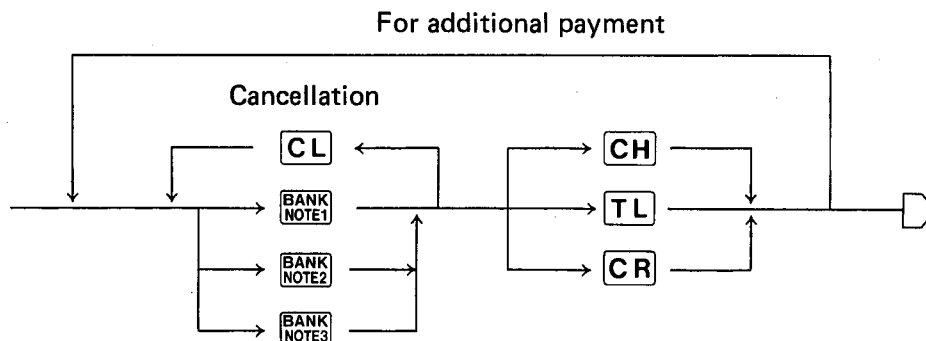 For additional payment
Cancellation
CL
BANK
NOTE1
BANK
NOTE2
BANK
NOTE3
CH
TL
CR